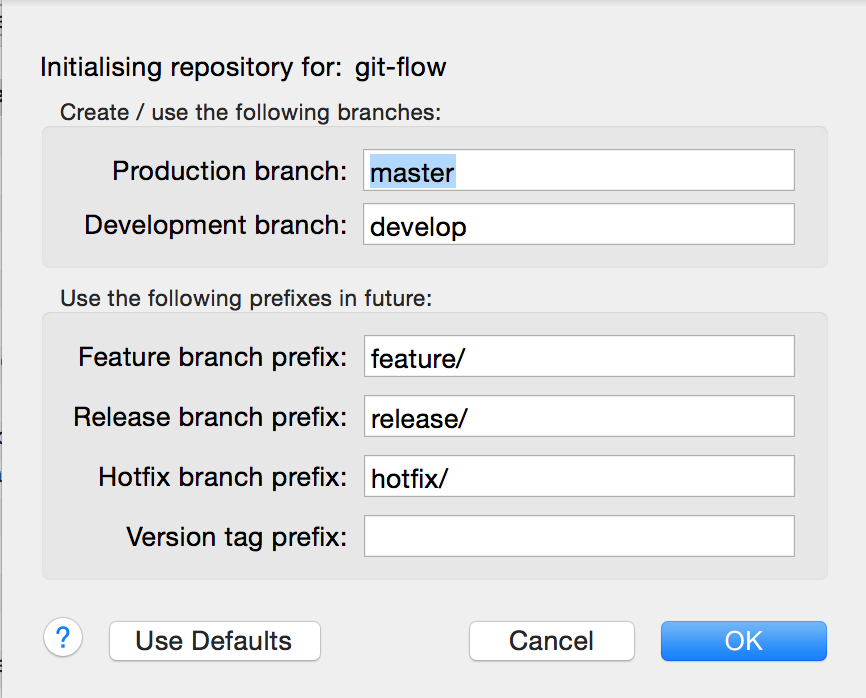 Initialising repository for: git-flow
Create / use the following branches:
Production branch: master
Development branch: develop
Use the following prefixes in future:
Feature branch prefix: feature/
Release branch prefix: release/
Hotfix branch prefix: hotfix/
Version tag prefix:
? Use Defaults Cancel OK